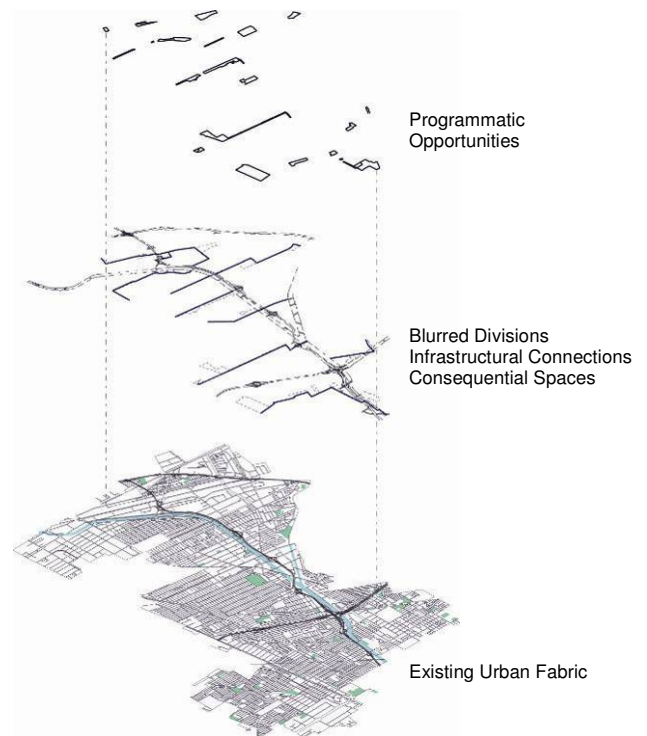 Programmatic
Opportunities
Blurred Divisions
Infrastructural Connections
Consequential Spaces
Existing Urban Fabric